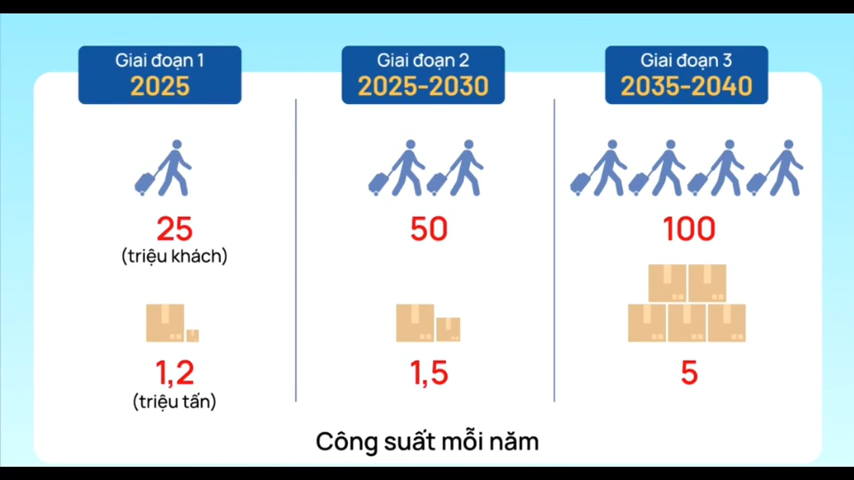 Giai đoạn 1
2025
Giai đoạn 2
2025-2030
Giai đoạn 3
2035-2040
25
(triệu khách)
50
100
1,2
(triệu tấn)
1,5
5
Công suất mỗi năm